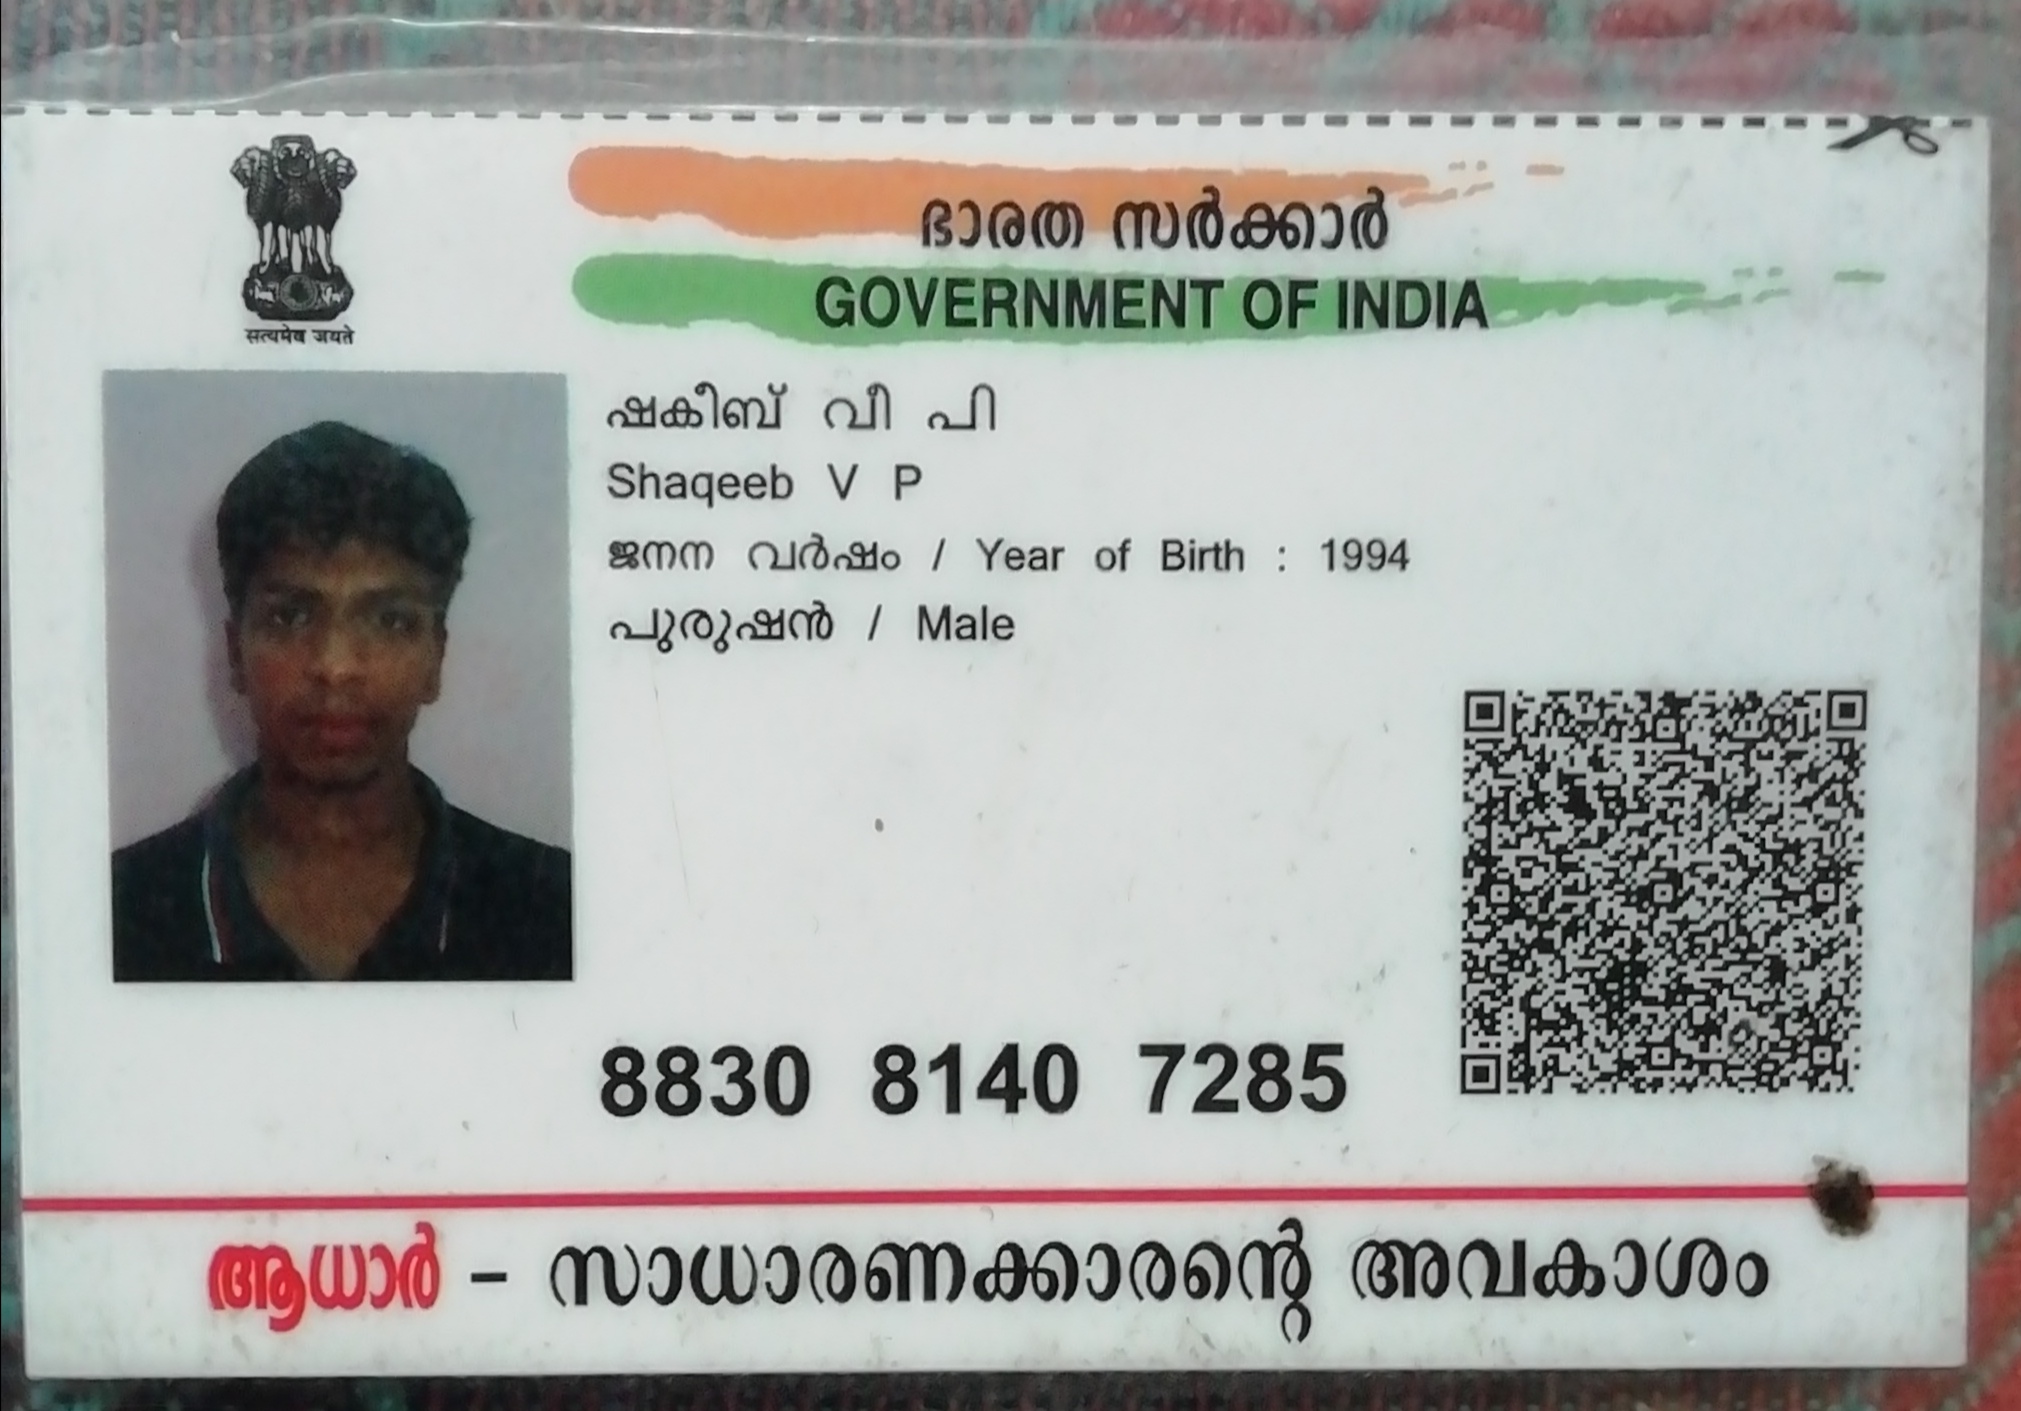 सत्यमेव जयते
ഭാരത സർക്കാർ
GOVERNMENT OF INDIA
ഷകീബ് വീ പി
Shaqeeb V P
ജനന വർഷം / Year of Birth : 1994
പുരുഷൻ / Male
8830 8140 7285
ആധാർ – സാധാരണക്കാരന്റെ അവകാശം